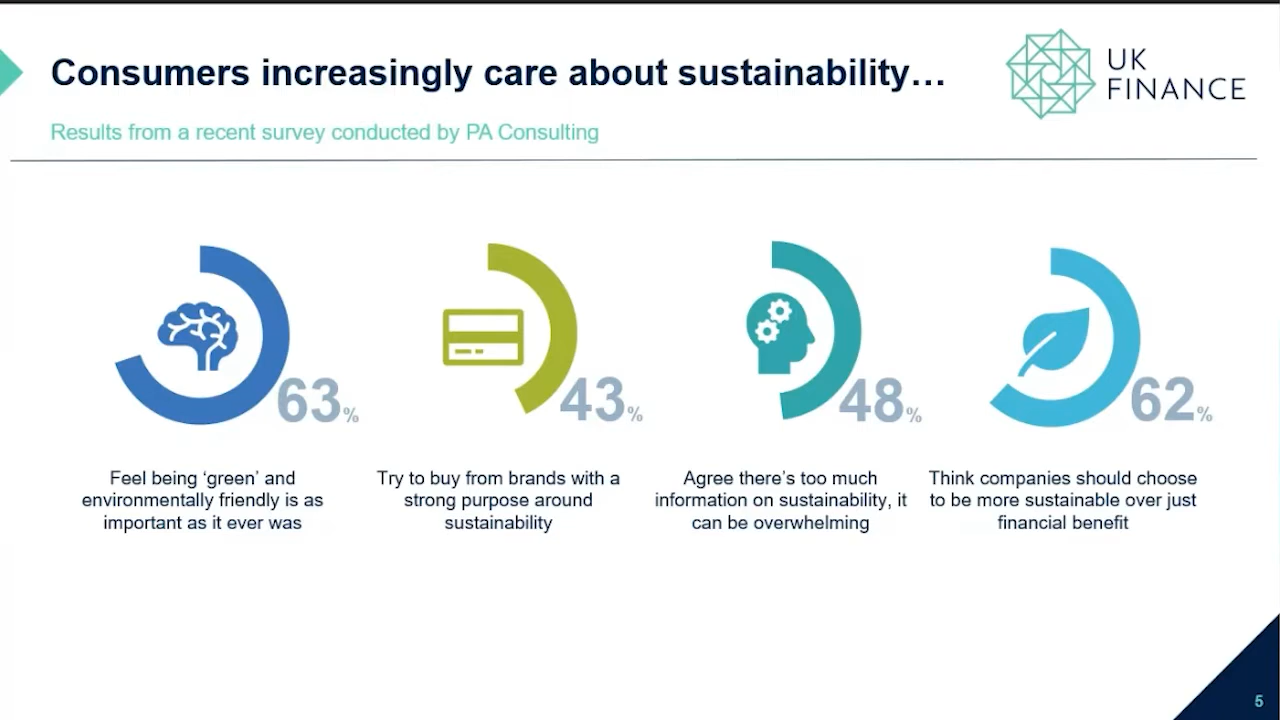 Consumers increasingly care about sustainability…
UK
FINANCE
Results from a recent survey conducted by PA Consulting
63%
43%
48%
62%
Feel being ‘green’ and
environmentally friendly is as
important as it ever was
Try to buy from brands with a
strong purpose around
sustainability
Agree there’s too much
information on sustainability, it
can be overwhelming
Think companies should choose
to be more sustainable over just
financial benefit
5